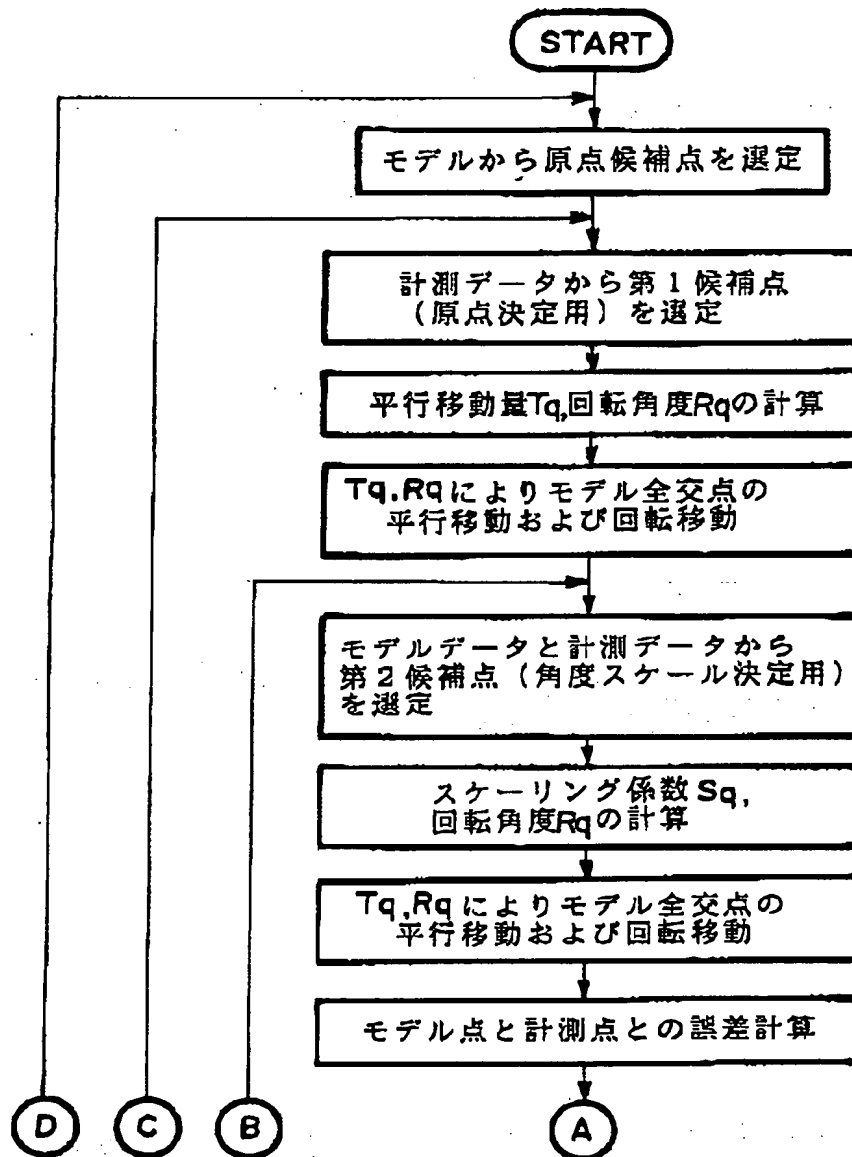 START
モデルから原点候補点を選定
計測データから第1候補点
(原点決定用)を選定
平行移動量Tq,回転角度Rqの計算
Tq,Rqによりモデル全交点の
平行移動および回転移動
モデルデータと計測データから
第2候補点(角度スケール決定用)
を選定
スケーリング係数Sq,
回転角度Rqの計算
Tq,Rqによりモデル全交点の
平行移動および回転移動
モデル点と計測点との誤差計算
D
C
B
A